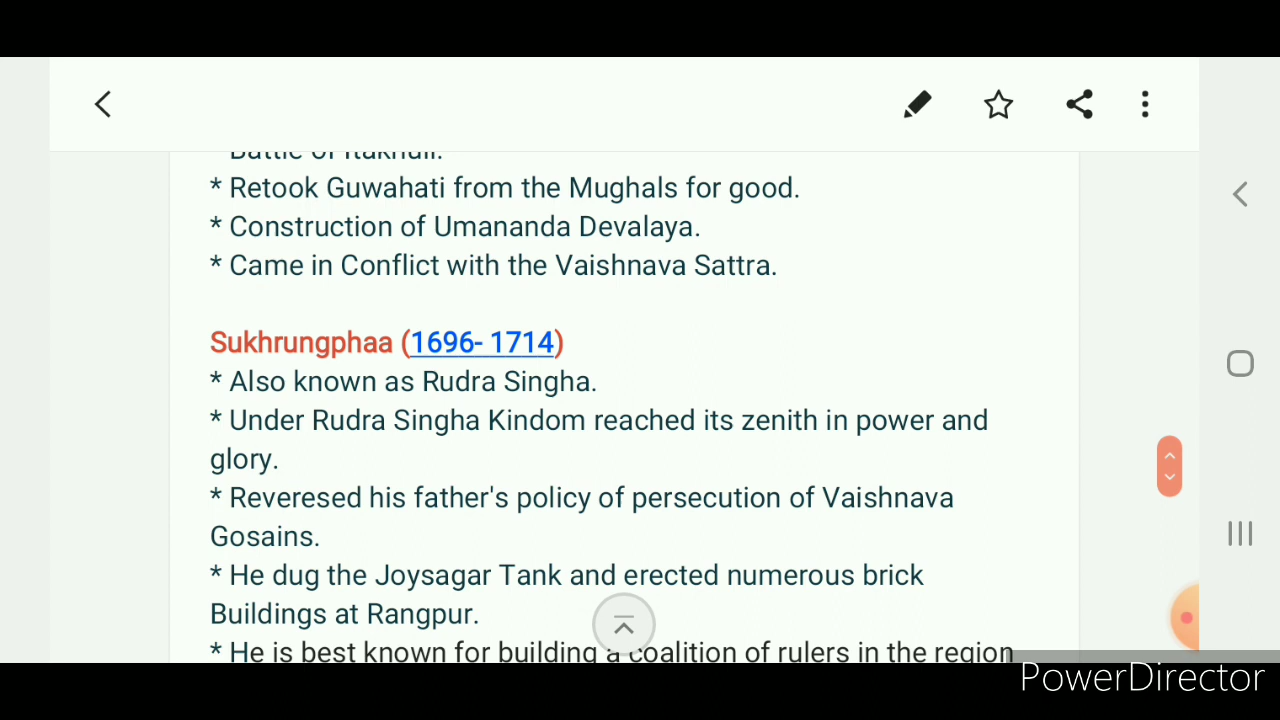 Battle of Itakhuli.
* Retook Guwahati from the Mughals for good.
* Construction of Umananda Devalaya.
* Came in Conflict with the Vaishnava Sattra.
Sukhrungphaa (1696- 1714)
* Also known as Rudra Singha.
* Under Rudra Singha Kindom reached its zenith in power and
glory.
* Reveresed his father's policy of persecution of Vaishnava
Gosains.
* He dug the Joysagar Tank and erected numerous brick
Buildings at Rangpur.
* He is best known for building a coalition of rulers in the region
PowerDirector